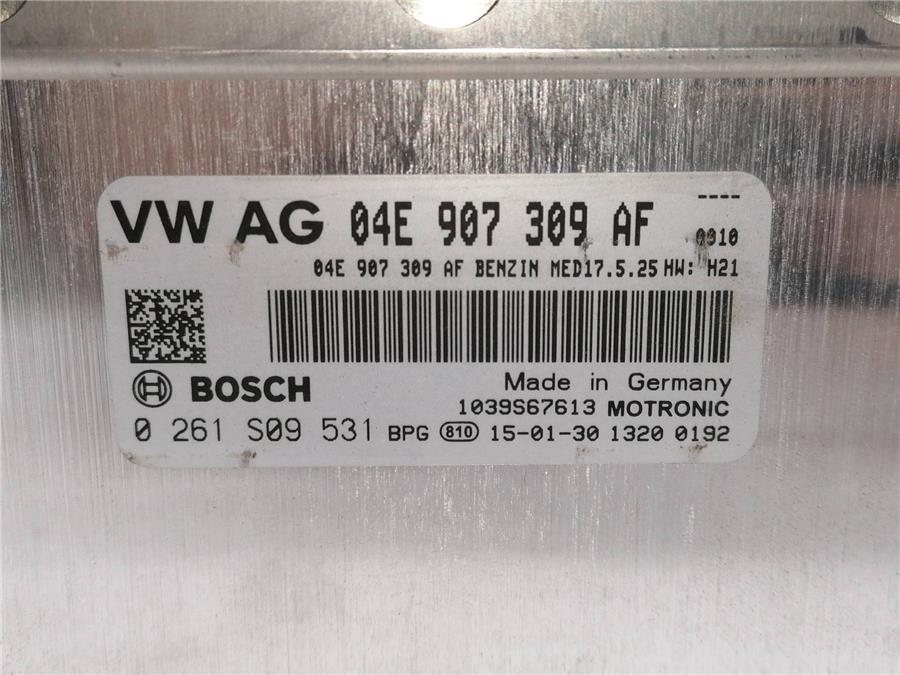 ----
VW AG 04E 907 309 AF 0010
04E 907 309 AF BENZIN MED17.5.25 HW: H21
BOSCH Made in Germany
1039S67613 MOTRONIC
0 261 S09 531 BPG 810 15-01-30 1320 0192